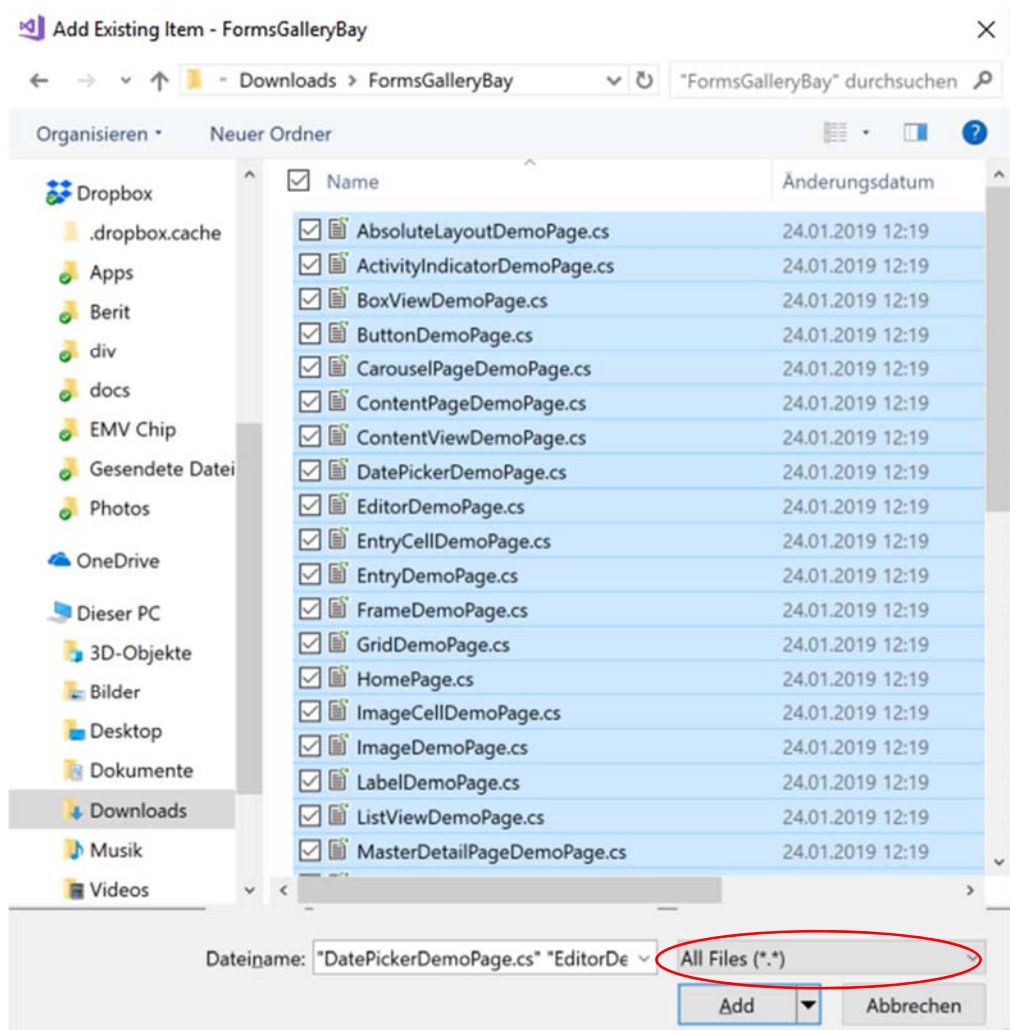 Add Existing Item - FormsGalleryBay
Downloads > FormsGalleryBay
"FormsGalleryBay" durchsuchen
Organisieren
Neuer Ordner
Name
Änderungsdatum
Dropbox
.dropbox.cache
Apps
Berit
div
docs
EMV Chip
Gesendete Datei
Photos
OneDrive
Dieser PC
3D-Objekte
Bilder
Desktop
Dokumente
Downloads
Musik
Videos
AbsoluteLayoutDemoPage.cs 24.01.2019 12:19
ActivityIndicatorDemoPage.cs 24.01.2019 12:19
BoxViewDemoPage.cs 24.01.2019 12:19
ButtonDemoPage.cs 24.01.2019 12:19
CarouselPageDemoPage.cs 24.01.2019 12:19
ContentPageDemoPage.cs 24.01.2019 12:19
ContentViewDemoPage.cs 24.01.2019 12:19
DatePickerDemoPage.cs 24.01.2019 12:19
EditorDemoPage.cs 24.01.2019 12:19
EntryCellDemoPage.cs 24.01.2019 12:19
EntryDemoPage.cs 24.01.2019 12:19
FrameDemoPage.cs 24.01.2019 12:19
GridDemoPage.cs 24.01.2019 12:19
HomePage.cs 24.01.2019 12:19
ImageCellDemoPage.cs 24.01.2019 12:19
ImageDemoPage.cs 24.01.2019 12:19
LabelDemoPage.cs 24.01.2019 12:19
ListViewDemoPage.cs 24.01.2019 12:19
MasterDetailPageDemoPage.cs 24.01.2019 12:19
Dateiname: "DatePickerDemoPage.cs" "EditorDe
All Files (*.*)
Add
Abbrechen